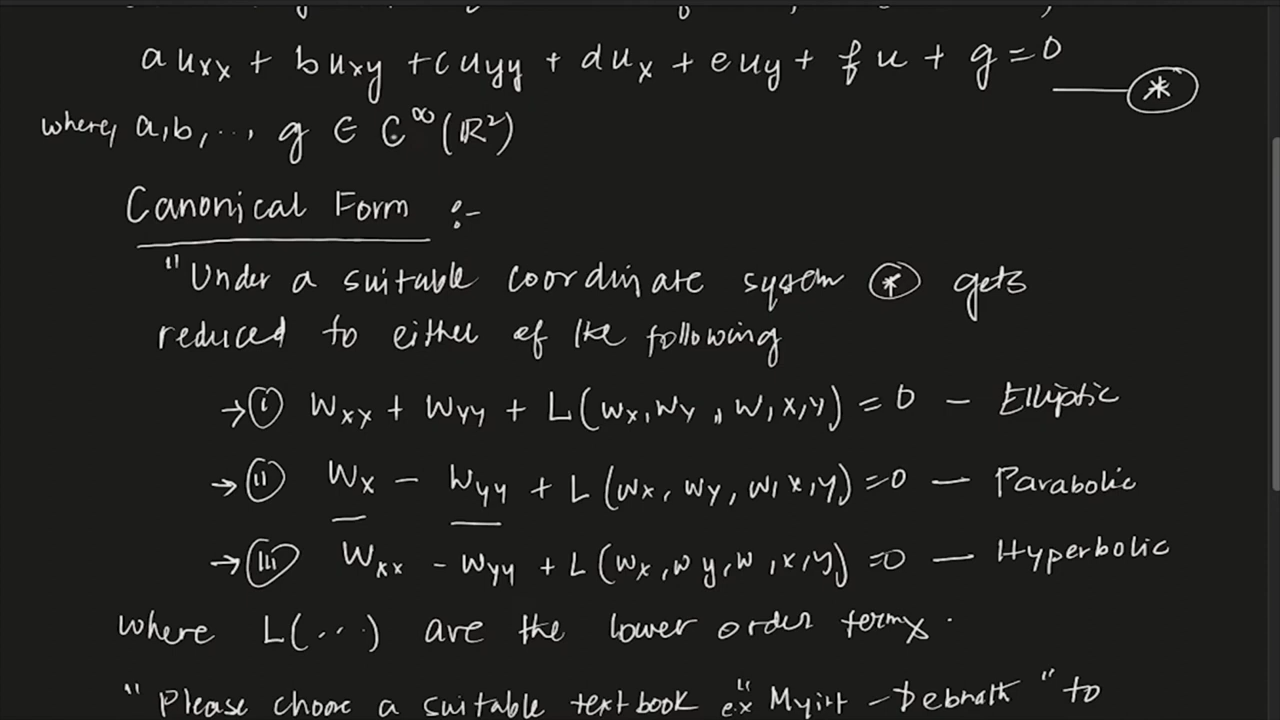 a uxx + b uxy + c uyy + d ux + e uy + f u + g = 0 — (*)
where, a, b, ..., g ∈ C^∞(ℝ²)
Canonical Form :-
"Under a suitable coordinate system (*) gets
reduced to either of the following
→ (i) wxx + wyy + L(wx, wy, w, x, y) = 0 – Elliptic
→ (ii) wx – wyy + L(wx, wy, w, x, y) = 0 – Parabolic
→ (iii) wxx – wyy + L(wx, wy, w, x, y) = 0 – Hyperbolic
where L(...) are the lower order terms.
"Please choose a suitable textbook ex "Myint – Debnath" to